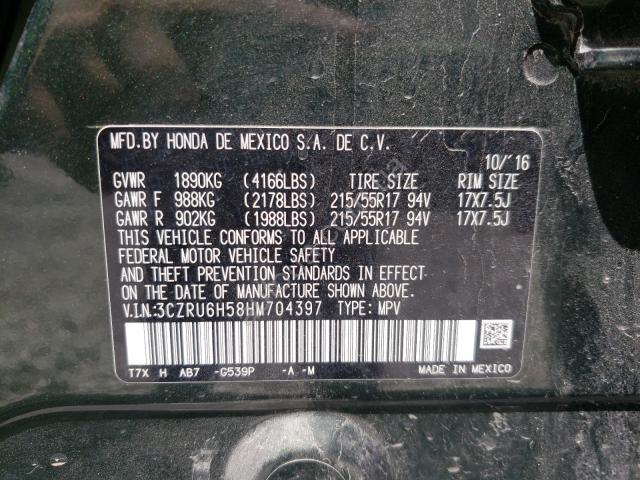 MFD.BY HONDA DE MEXICO S.A. DE C.V.
10/'16
GVWR 1890KG (4166LBS) TIRE SIZE RIM SIZE
GAWR F 988KG (2178LBS) 215/55R17 94V 17X7.5J
GAWR R 902KG (1988LBS) 215/55R17 94V 17X7.5J
THIS VEHICLE CONFORMS TO ALL APPLICABLE
FEDERAL MOTOR VEHICLE SAFETY
AND THEFT PREVENTION STANDARDS IN EFFECT
ON THE DATE OF MANUFACTURE SHOWN ABOVE.
V.I.N.:3CZRU6H58HM704397 TYPE: MPV
T7X H AB7 -G539P -A -M
MADE IN MEXICO